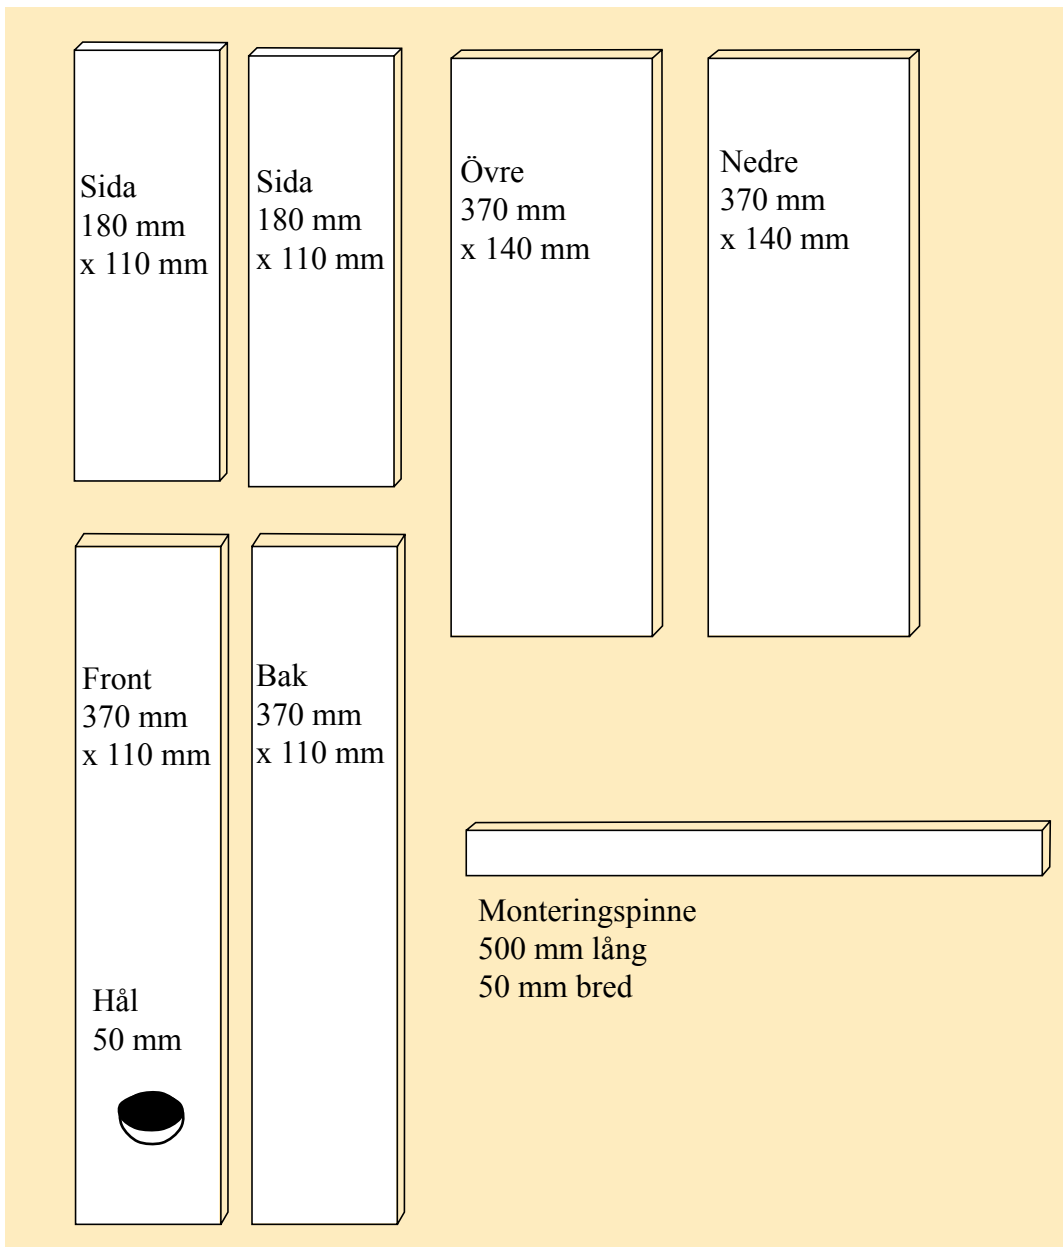 Sida
180 mm
x 110 mm
Sida
180 mm
x 110 mm
Övre
370 mm
x 140 mm
Nedre
370 mm
x 140 mm
Front
370 mm
x 110 mm
Hål
50 mm
Bak
370 mm
x 110 mm
Monteringspinne
500 mm lång
50 mm bred